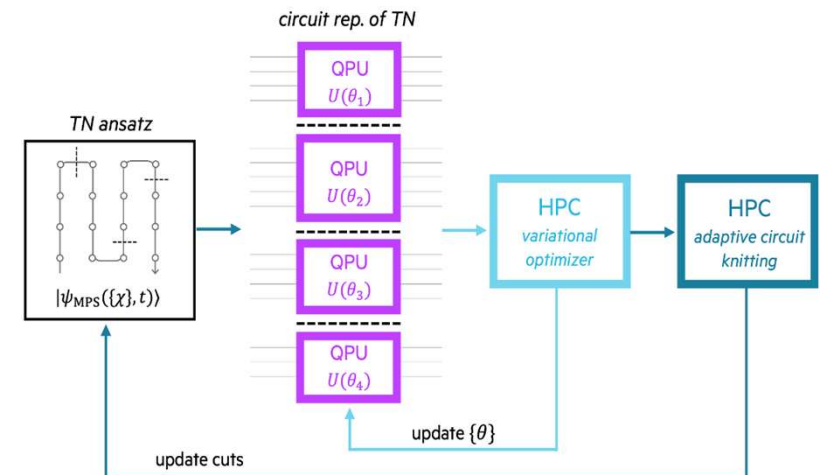 circuit rep. of TN
TN ansatz
|ψ_MPS({χ}, t)⟩
QPU
U(θ₁)
QPU
U(θ₂)
QPU
U(θ₃)
QPU
U(θ₄)
HPC
variational
optimizer
HPC
adaptive circuit
knitting
update {θ}
update cuts